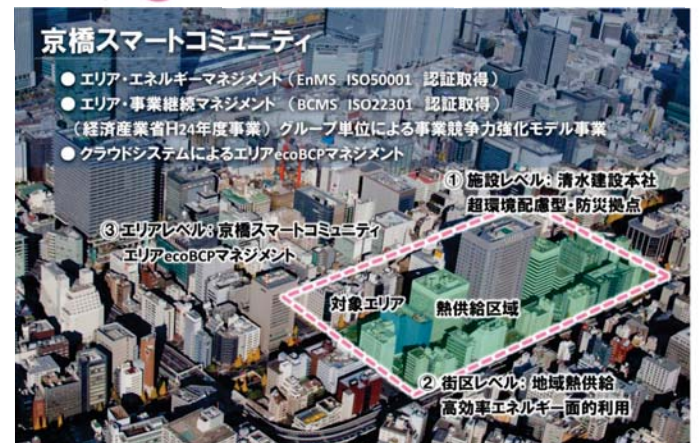 京橋スマートコミュニティ
● エリア・エネルギーマネジメント（EnMS ISO50001 認証取得）
● エリア・事業継続マネジメント（BCMS ISO22301 認証取得）
（経済産業省H24年度事業）グループ単位による事業競争力強化モデル事業
● クラウドシステムによるエリアecoBCPマネジメント
① 施設レベル：清水建設本社
超環境配慮型・防災拠点
③ エリアレベル：京橋スマートコミュニティ
エリアecoBCPマネジメント
対象エリア
熱供給区域
② 街区レベル：地域熱供給
高効率エネルギー面的利用